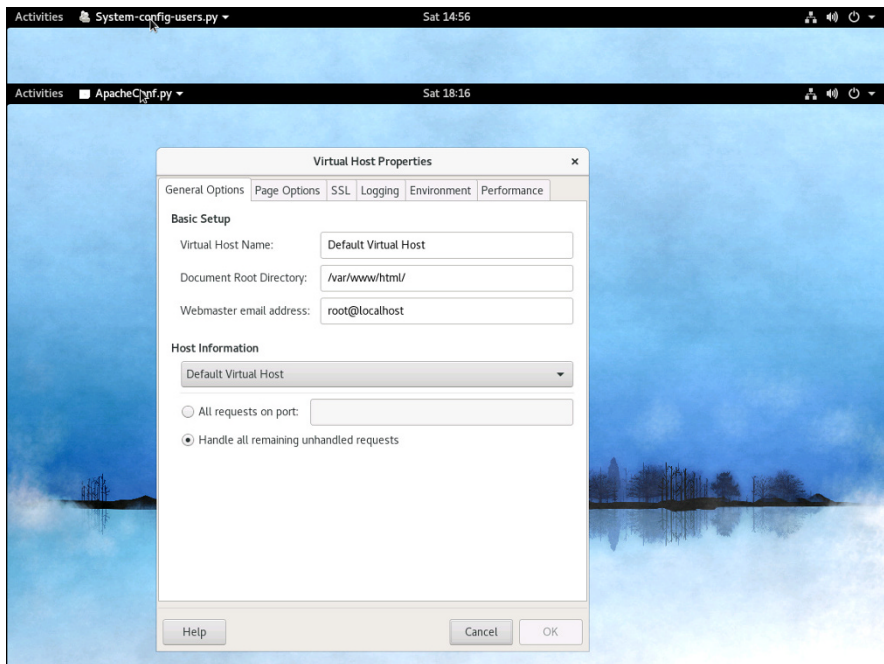 Activities System-config-users.py Sat 14:56
Activities ApacheConf.py Sat 18:16
Virtual Host Properties
General Options Page Options SSL Logging Environment Performance
Basic Setup
Virtual Host Name: Default Virtual Host
Document Root Directory: /var/www/html/
Webmaster email address: root@localhost
Host Information
Default Virtual Host
All requests on port:
Handle all remaining unhandled requests
Help Cancel OK